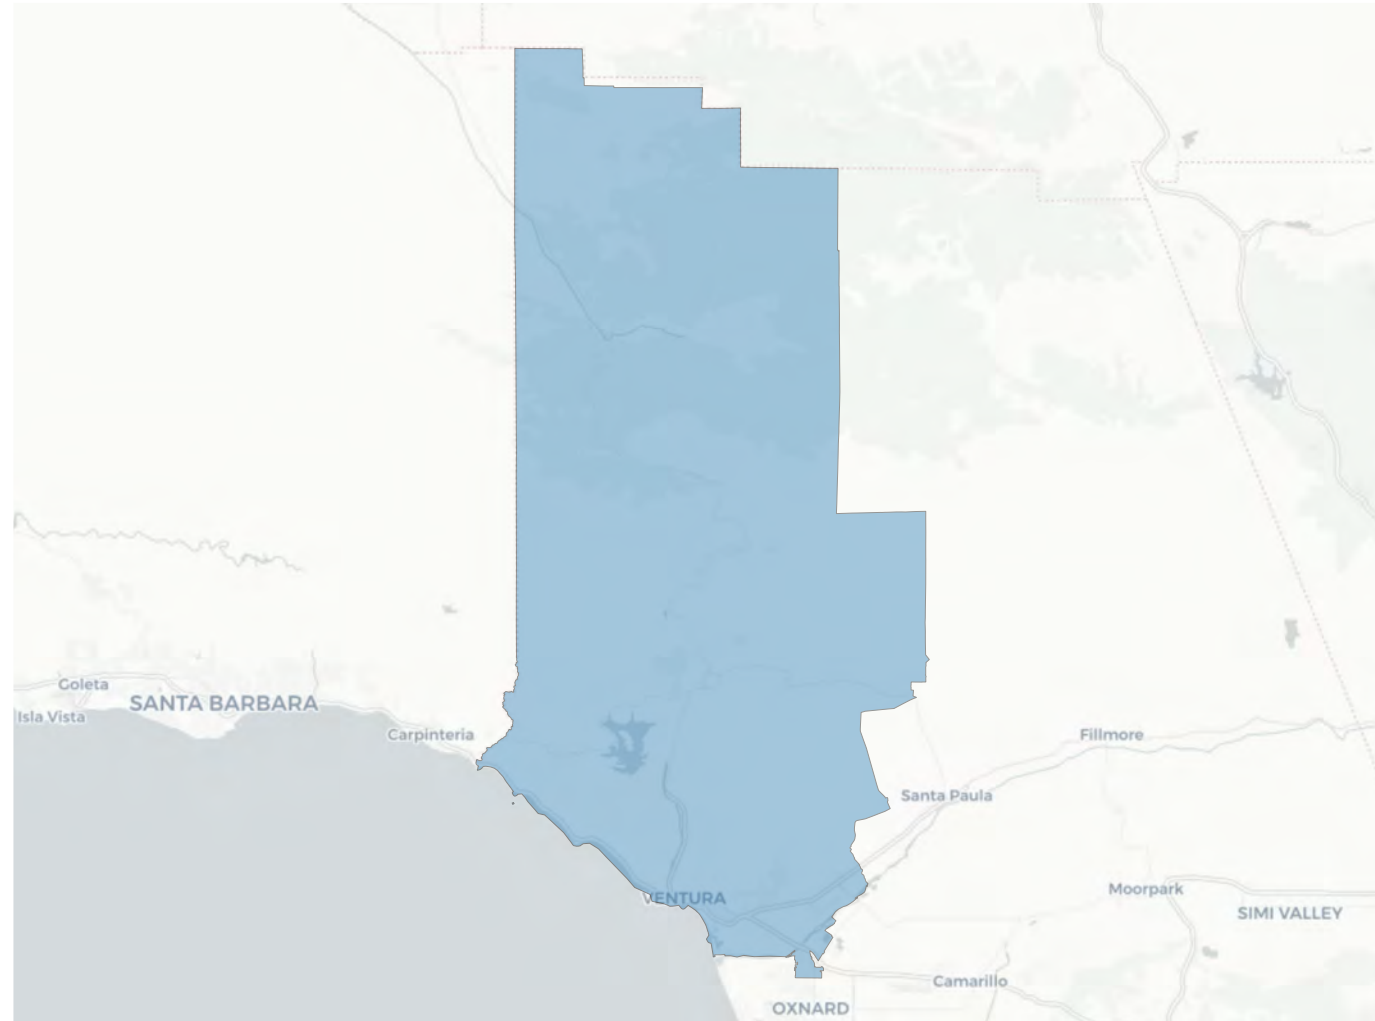 Goleta
SANTA BARBARA
Isla Vista
Carpinteria
Fillmore
Santa Paula
VENTURA
Moorpark
SIMI VALLEY
Camarillo
OXNARD